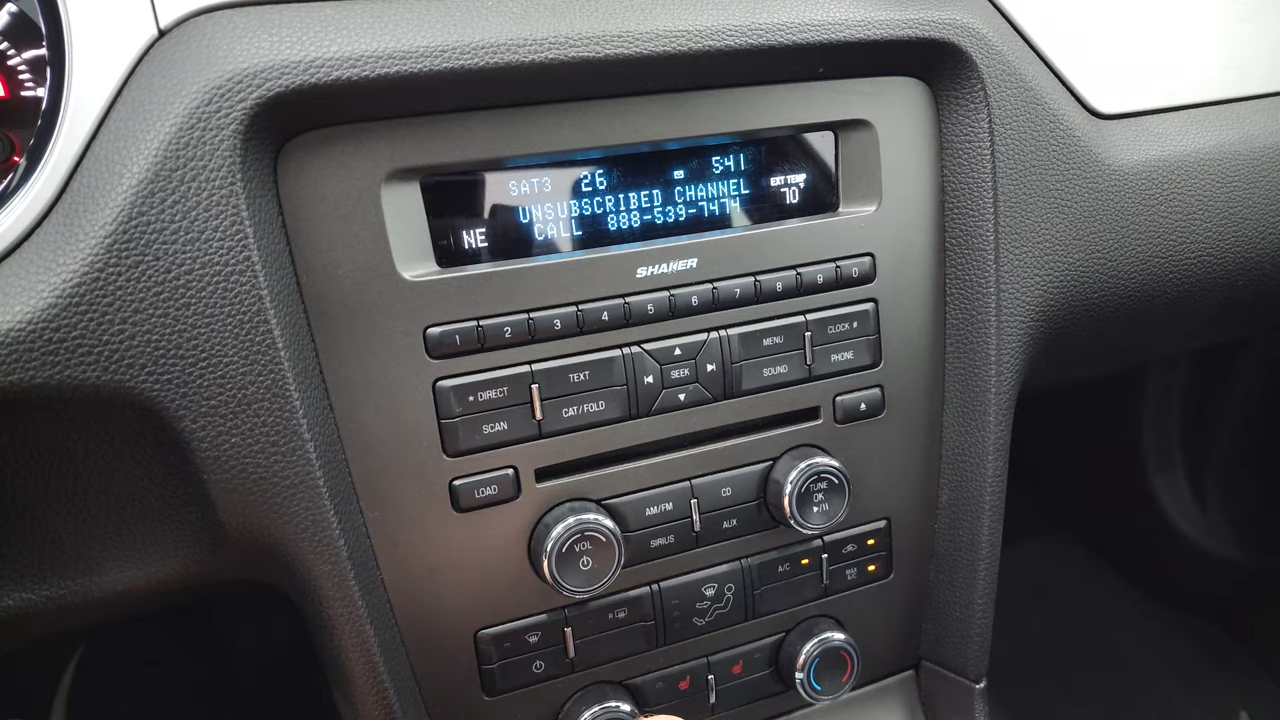 SAT3 26 5:41
UNSUBSCRIBED CHANNEL
EXT TEMP
NE CALL 888-539-7474 70°F
SHAKER
1 2 3 4 5 6 7 8 9 0
* DIRECT TEXT SEEK MENU CLOCK #
SCAN CAT/FOLD SOUND PHONE
LOAD
AM/FM CD
SIRIUS AUX
TUNE
OK
VOL
A/C
MAX
A/C
R